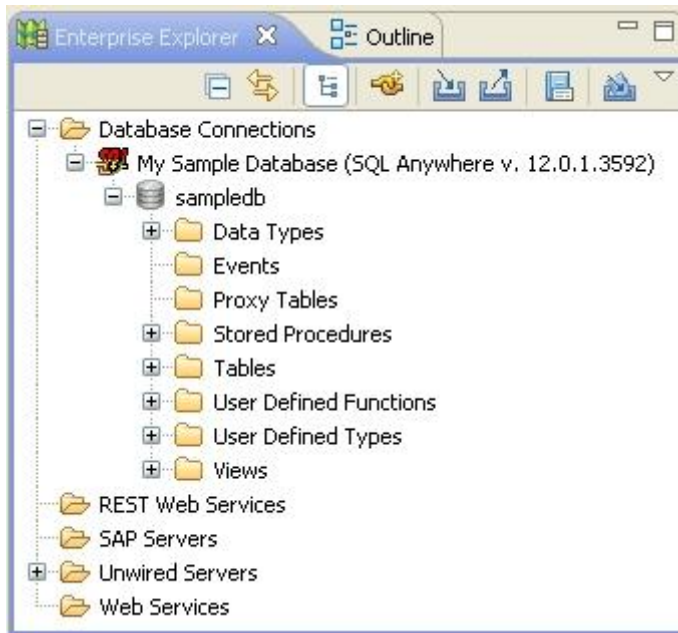 Enterprise Explorer Outline
Database Connections
My Sample Database (SQL Anywhere v. 12.0.1.3592)
sampledb
Data Types
Events
Proxy Tables
Stored Procedures
Tables
User Defined Functions
User Defined Types
Views
REST Web Services
SAP Servers
Unwired Servers
Web Services